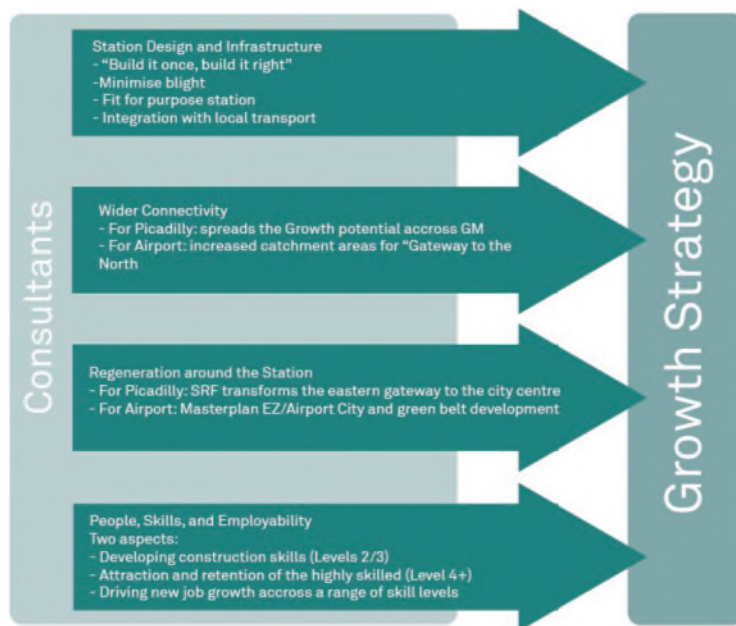 Consultants
Station Design and Infrastructure
- “Build it once, build it right”
-Minimise blight
- Fit for purpose station
- Integration with local transport
Wider Connectivity
- For Picadilly: spreads the Growth potential accross GM
- For Airport: increased catchment areas for “Gateway to the
North
Regeneration around the Station
- For Picadilly: SRF transforms the eastern gateway to the city centre
- For Airport: Masterplan EZ/Airport City and green belt development
People, Skills, and Employability
Two aspects:
- Developing construction skills (Levels 2/3)
- Attraction and retention of the highly skilled (Level 4+)
- Driving new job growth accross a range of skill levels
Growth Strategy